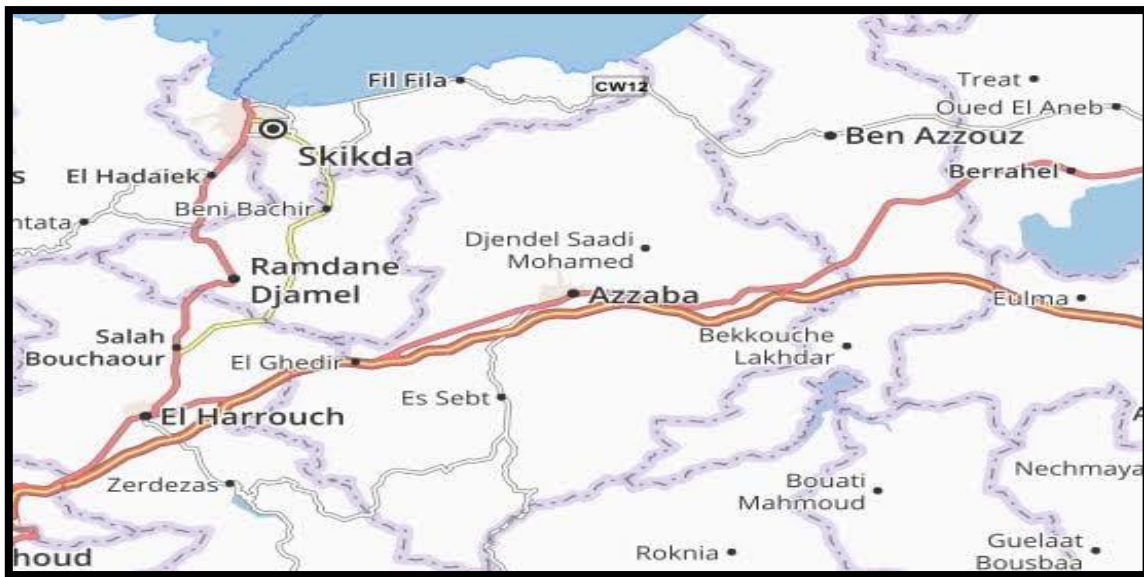 Fil Fila
CW12
Treat
Oued El Aneb
Ben Azzouz
Skikda
s
El Hadaiek
Berrahel
Beni Bachir
ntata
Djendel Saadi
Mohamed
Ramdane
Djamel
Azzaba
Eulma
Salah
Bouchaour
Bekkouche
Lakhdar
El Ghedir
Es Sebt
El Harrouch
A
Nechmaya
Zerdezas
Bouati
Mahmoud
houd
Roknia
Guelaat
Bousbaa